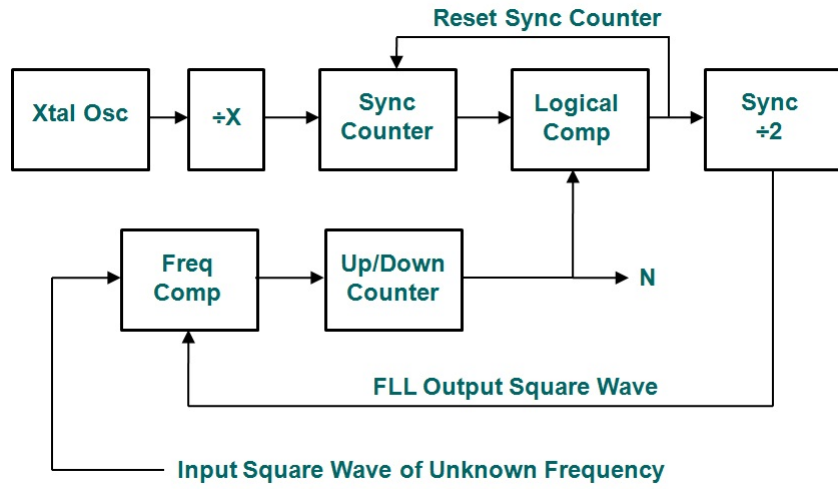 Reset Sync Counter
Xtal Osc
÷X
Sync
Counter
Logical
Comp
Sync
÷2
Freq
Comp
Up/Down
Counter
N
FLL Output Square Wave
Input Square Wave of Unknown Frequency